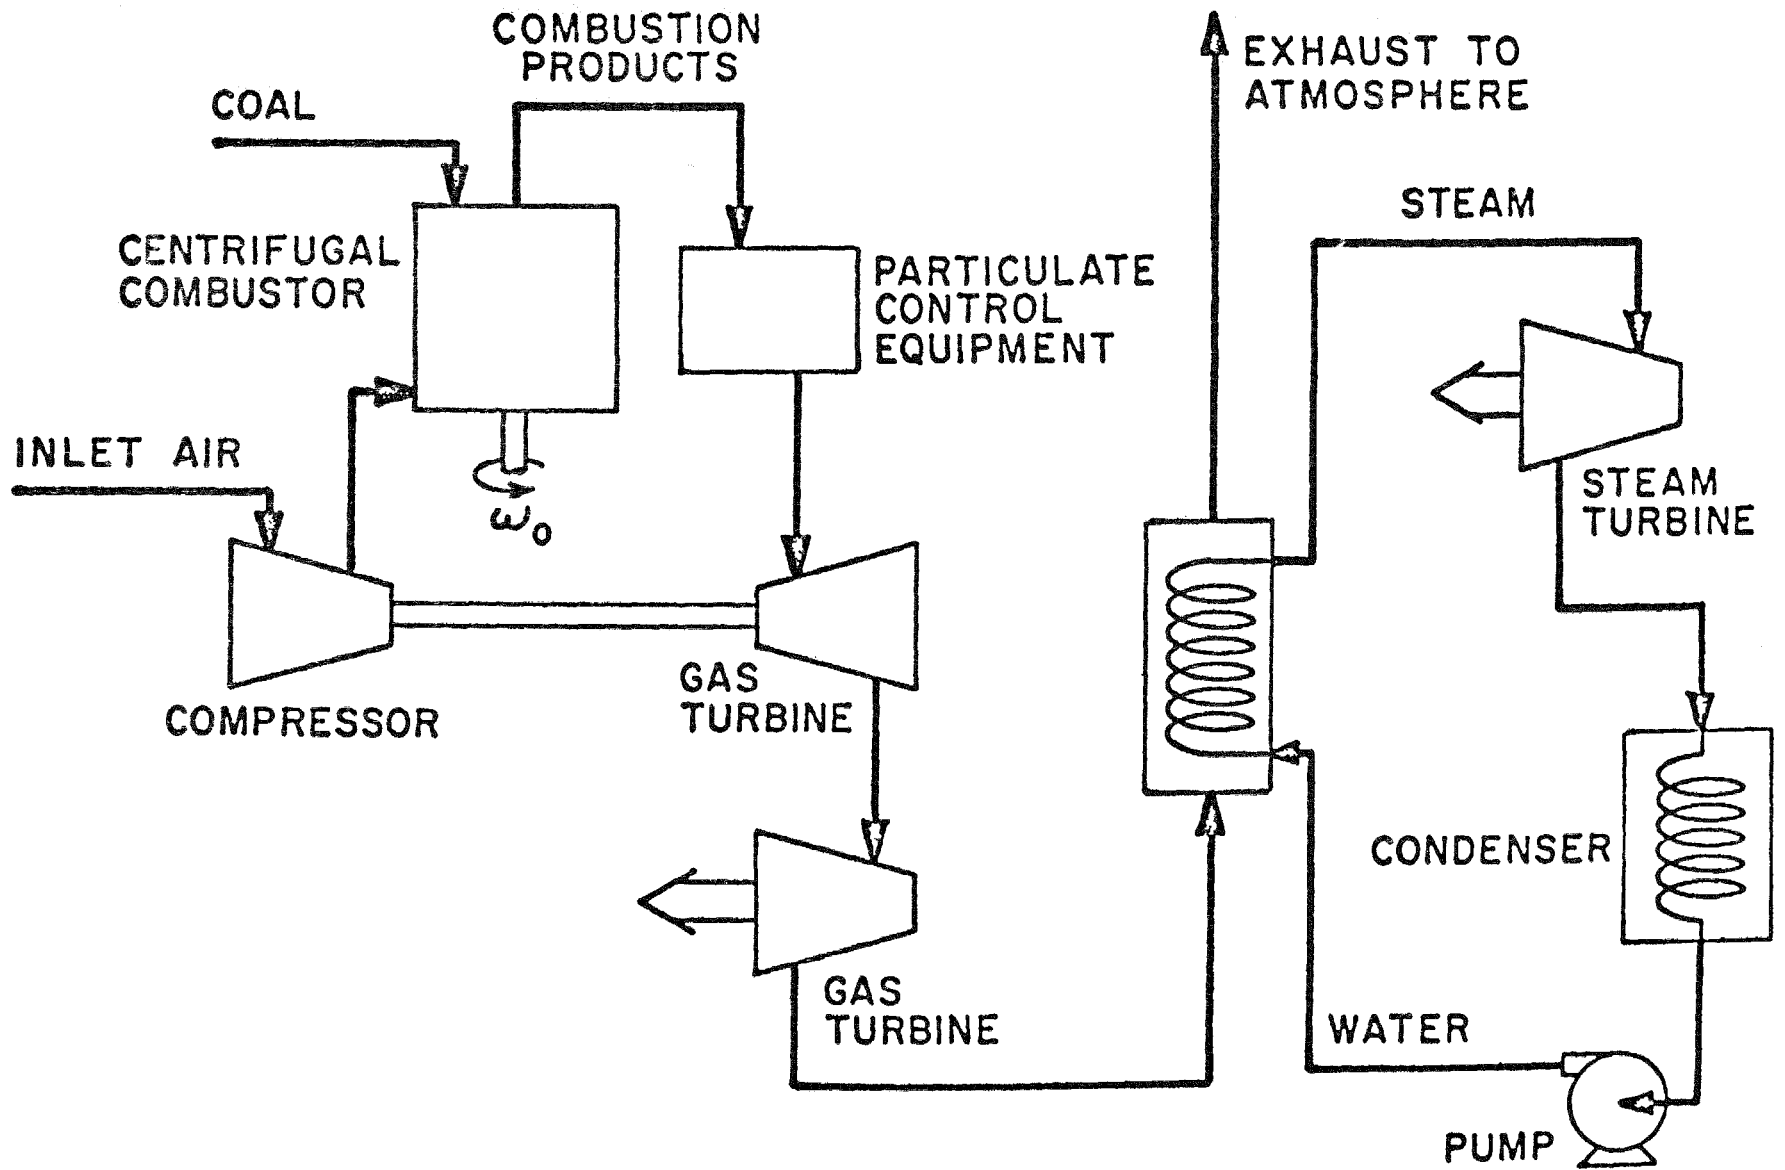 COMBUSTION
PRODUCTS
EXHAUST TO
ATMOSPHERE
COAL
STEAM
CENTRIFUGAL
COMBUSTOR
PARTICULATE
CONTROL
EQUIPMENT
INLET AIR
ω₀
STEAM
TURBINE
GAS
TURBINE
COMPRESSOR
CONDENSER
GAS
TURBINE
WATER
PUMP